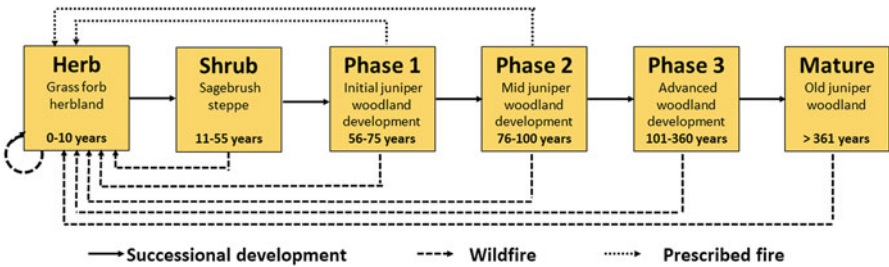 Herb
Grass forb
herbland
0-10 years
Shrub
Sagebrush
steppe
11-55 years
Phase 1
Initial juniper
woodland
development
56-75 years
Phase 2
Mid juniper
woodland
development
76-100 years
Phase 3
Advanced
woodland
development
101-360 years
Mature
Old juniper
woodland
> 361 years
Successional development
Wildfire
Prescribed fire